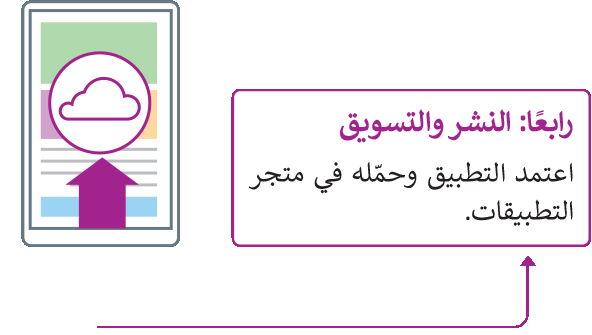 رابعًا: النشر والتسويق
اعتمد التطبيق وحمّله في متجر
التطبيقات.